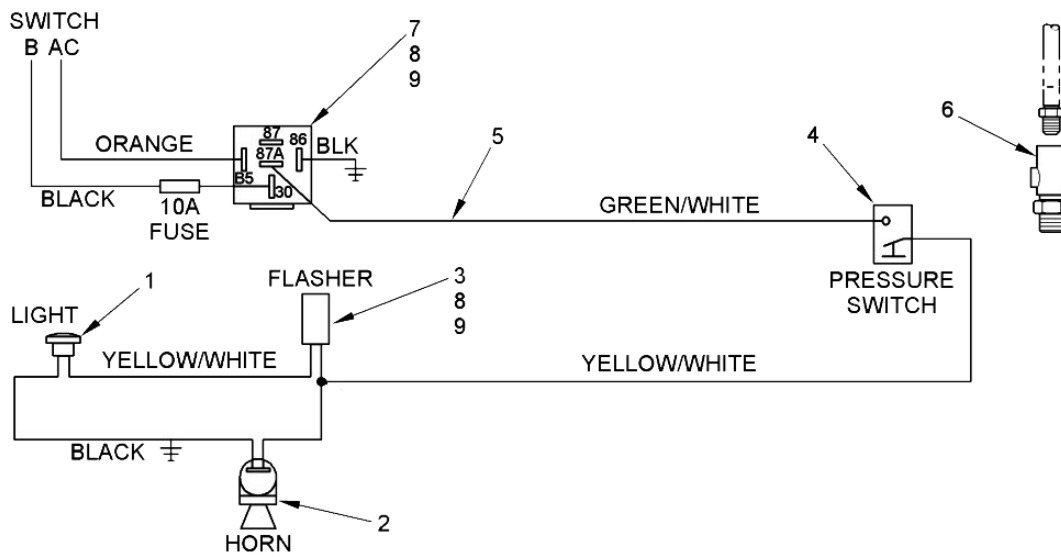 SWITCH
B AC
7
8
9
ORANGE
87
86
87A
BLK
B5
30
BLACK
10A
FUSE
5
4
6
GREEN/WHITE
PRESSURE
SWITCH
1
FLASHER
3
8
9
LIGHT
YELLOW/WHITE
YELLOW/WHITE
BLACK
2
HORN